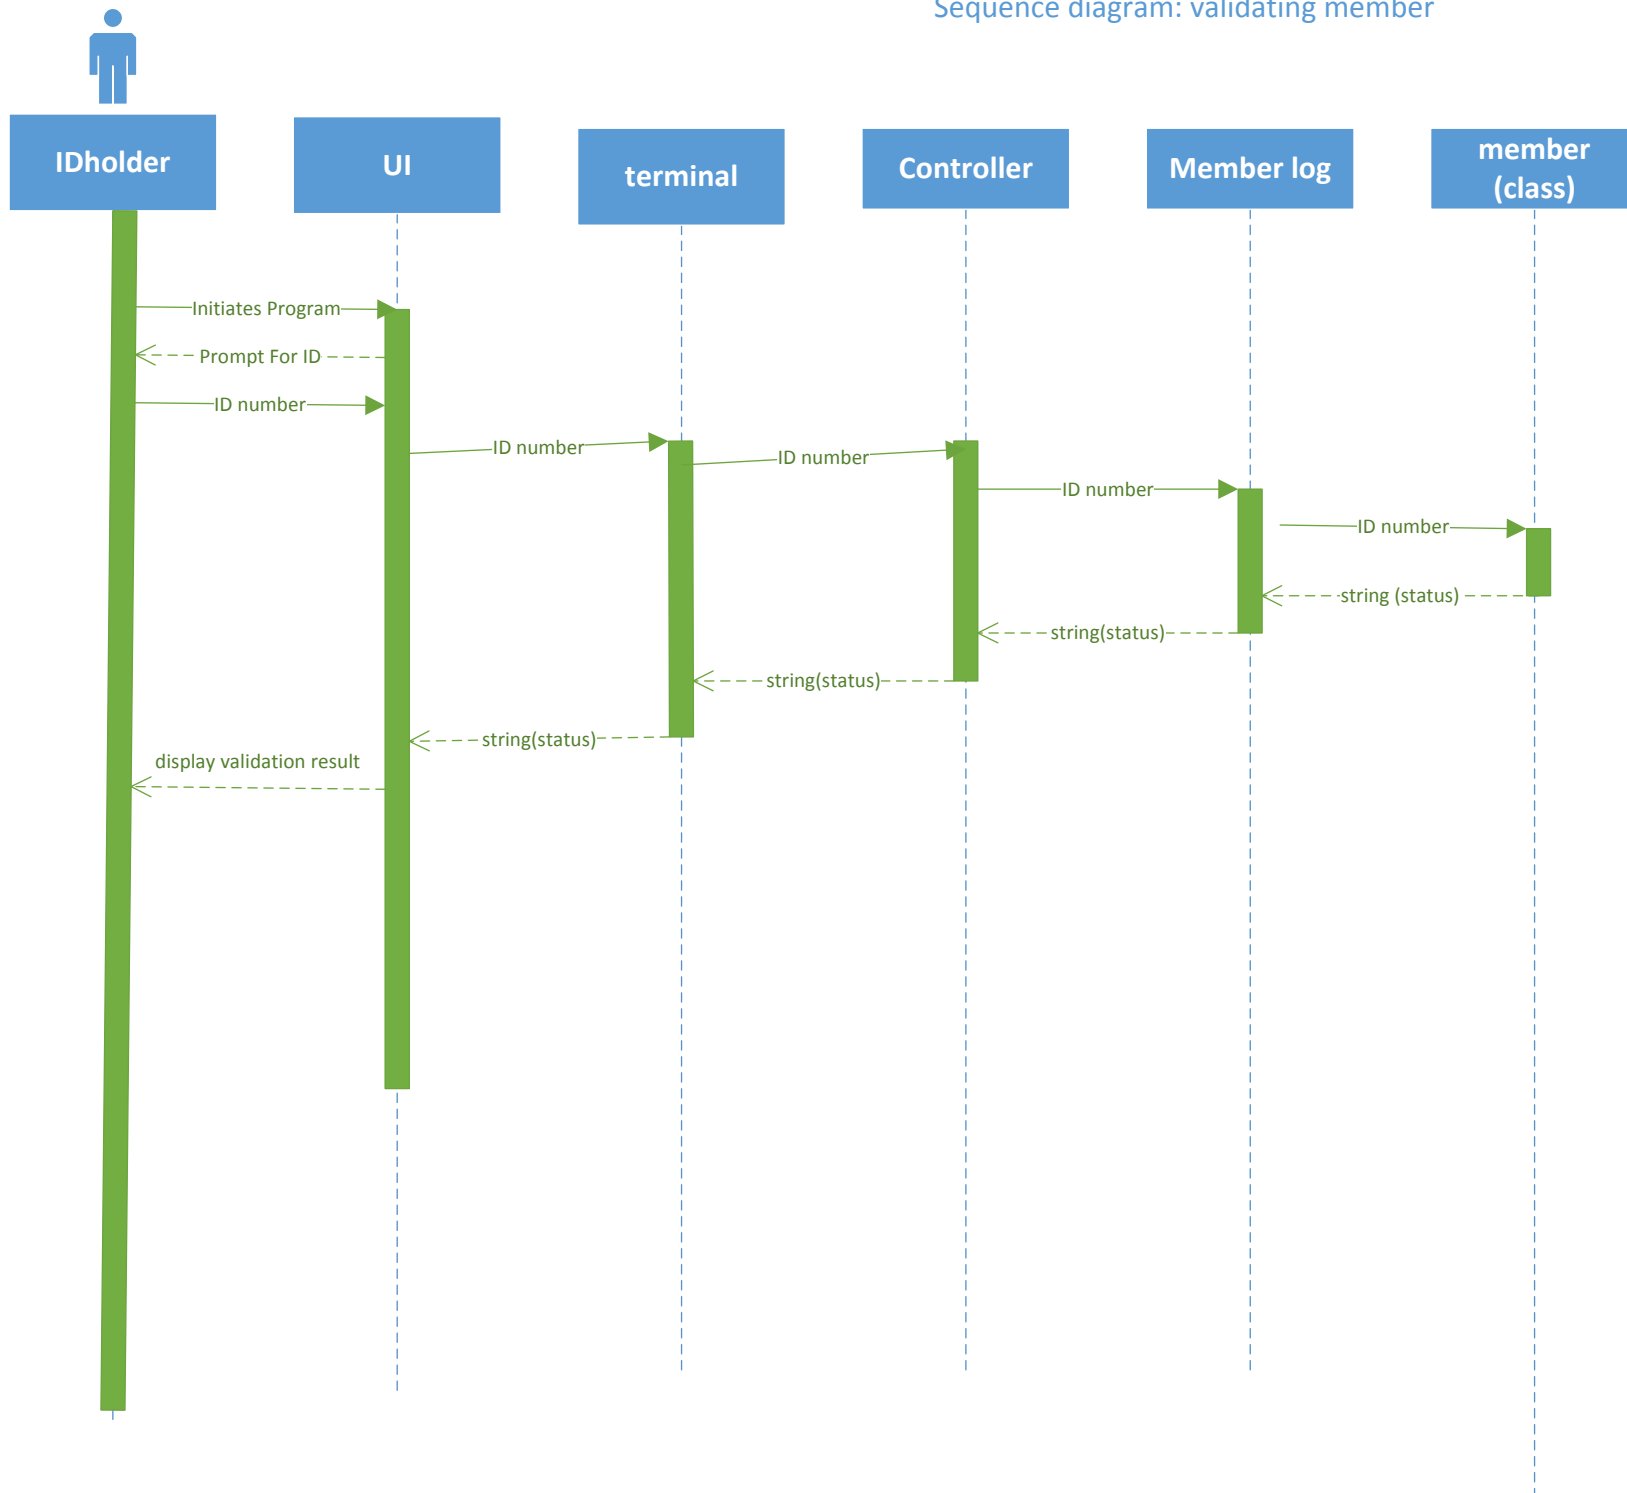 Sequence diagram: validating member
IDholder
UI
terminal
Controller
Member log
member
(class)
Initiates Program
Prompt For ID
ID number
ID number
ID number
ID number
ID number
string (status)
string(status)
string(status)
string(status)
display validation result